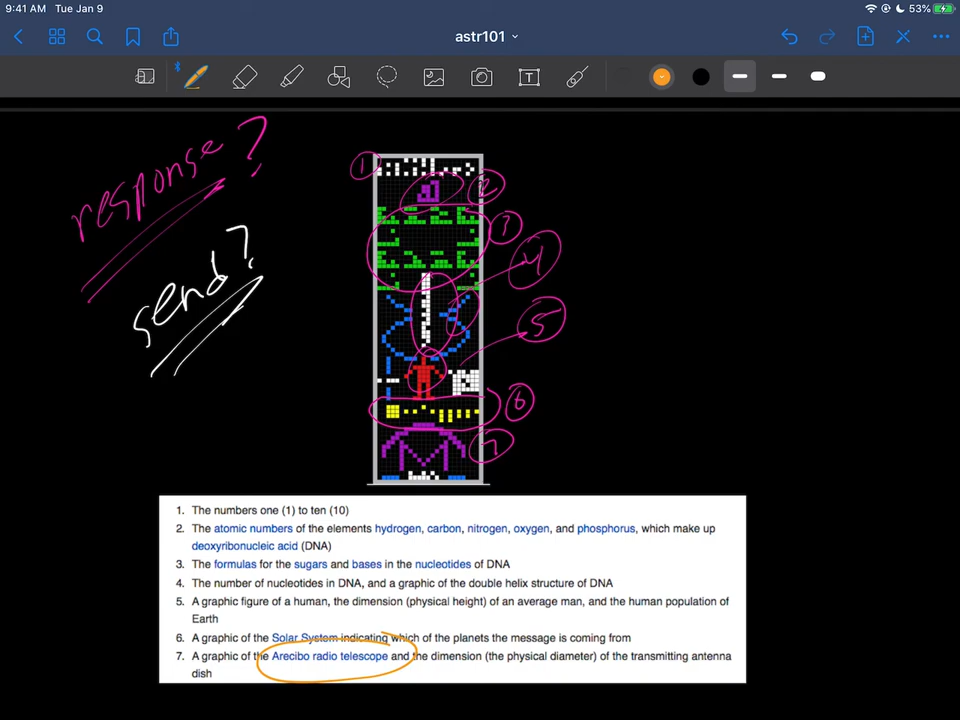 9:41 AM Tue Jan 9
53%
astr101
T
response?
send?
1
2
3
4
5
6
7
1. The numbers one (1) to ten (10)
2. The atomic numbers of the elements hydrogen, carbon, nitrogen, oxygen, and phosphorus, which make up
deoxyribonucleic acid (DNA)
3. The formulas for the sugars and bases in the nucleotides of DNA
4. The number of nucleotides in DNA, and a graphic of the double helix structure of DNA
5. A graphic figure of a human, the dimension (physical height) of an average man, and the human population of
Earth
6. A graphic of the Solar System indicating which of the planets the message is coming from
7. A graphic of the Arecibo radio telescope and the dimension (the physical diameter) of the transmitting antenna
dish